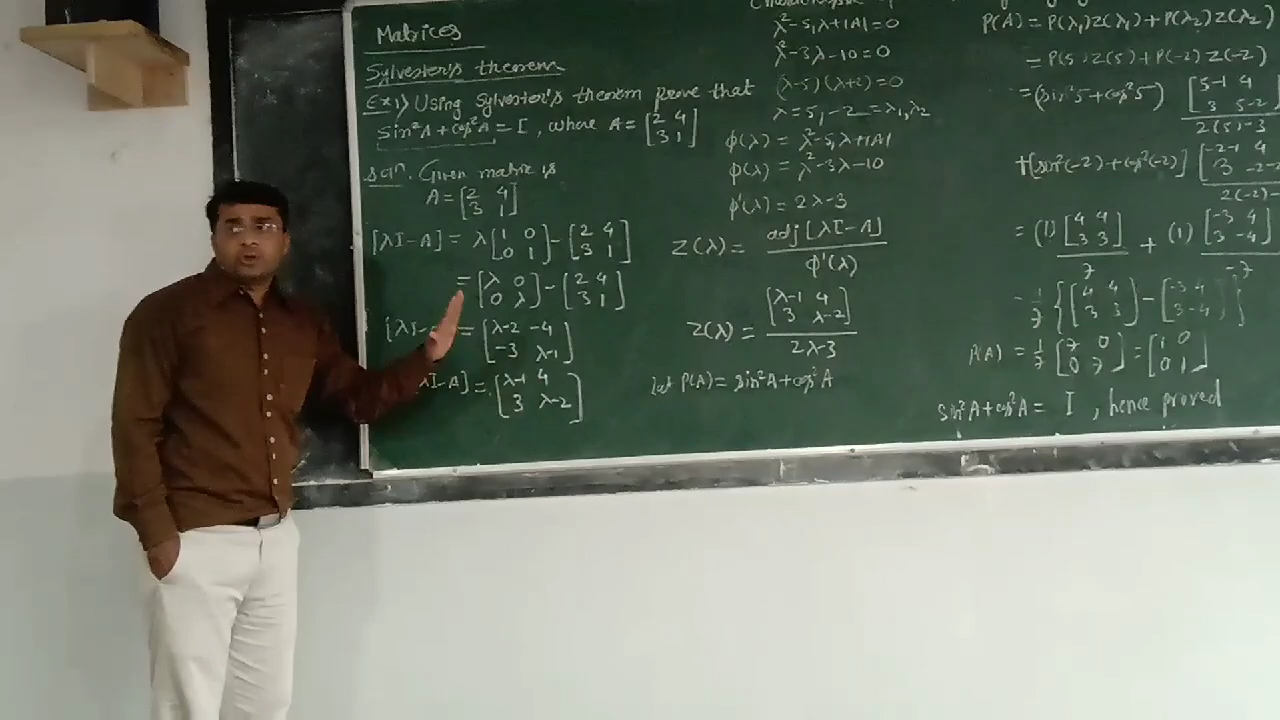 Matrices
Sylvester's theorem
Ex 1) Using Sylvester's theorem prove that
sin²A + cos²A = I, where A = [2 4
3 1]
Solⁿ. Given matrix is
A = [2 4
3 1]
[λI-A] = λ[1 0
0 1] - [2 4
3 1]
= [λ 0
0 λ] - [2 4
3 1]
= [λ-2 -4
-3 λ-1]
λI-A] = [λ-1 4
3 λ-2]
λ²-S₁λ+|A|=0
λ²-3λ-10=0
(λ-5)(λ+2)=0
λ=5,-2=λ₁,λ₂
φ(λ) = λ²-S₁λ+|A|
φ(λ) = λ²-3λ-10
φ'(λ) = 2λ-3
Z(λ) = adj[λI-A]
φ'(λ)
Z(λ) = [λ-1 4
3 λ-2]
2λ-3
let P(A) = sin²A + cos²A
P(A) = P(λ₁)Z(λ₁) + P(λ₂)Z(λ₂)
= P(5)Z(5) + P(-2)Z(-2)
= (sin²5 + cos²5) [5-1 4
3 5-2
2(5)-3
+[sin²(-2) + cos²(-2)] [-2-1 4
3 -2-2
2(-2)-
= (1) [4 4
3 3]
7
+ (1) [-3 4
3 -4]
-7
= 1/7 {[4 4
3 3] - [-3 4
3 -4]}
P(A) = 1/7 [7 0
0 7] = [1 0
0 1]
sin²A + cos²A = I, hence proved